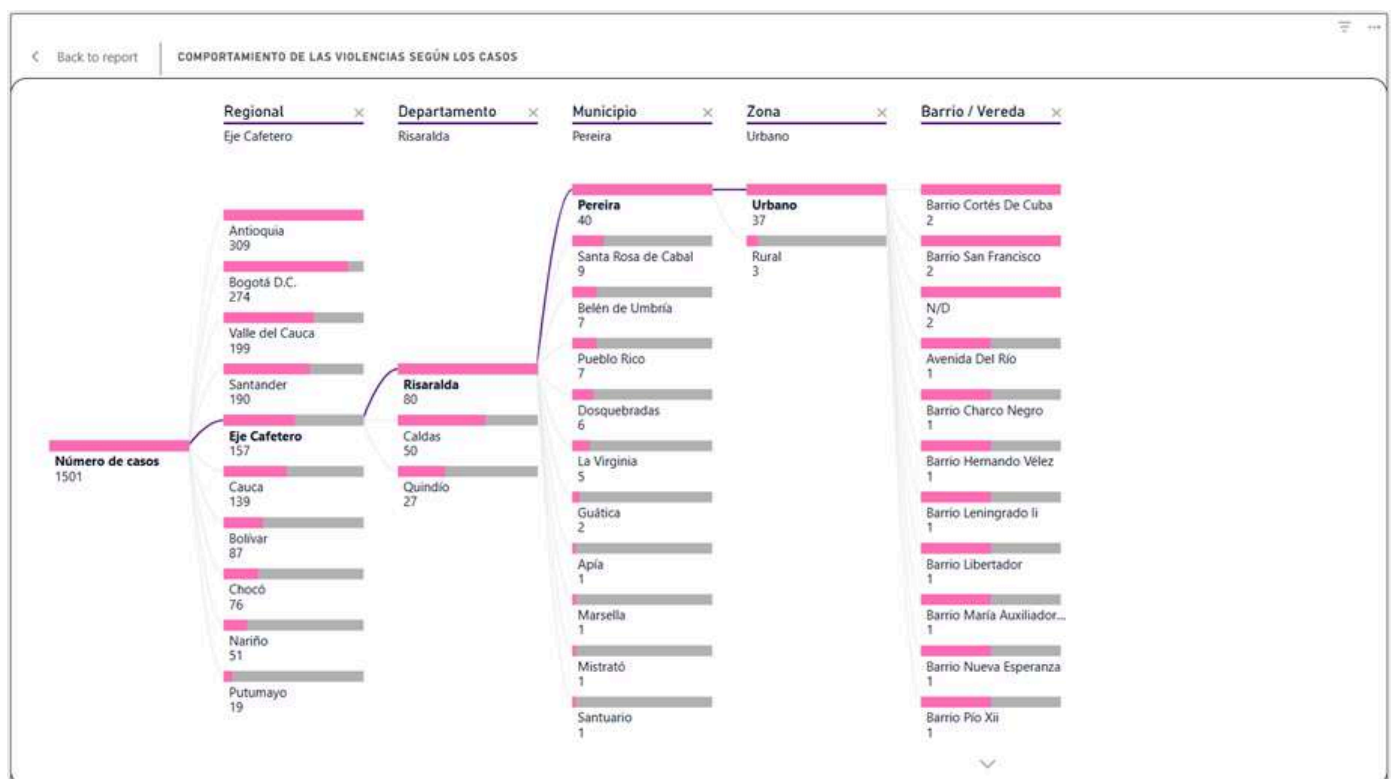 Back to report
COMPORTAMIENTO DE LAS VIOLENCIAS SEGÚN LOS CASOS
Regional
Eje Cafetero
Departamento
Risaralda
Municipio
Pereira
Zona
Urbano
Barrio / Vereda
Número de casos
1501
Antioquia
309
Bogotá D.C.
274
Valle del Cauca
199
Santander
190
Eje Cafetero
157
Cauca
139
Bolívar
87
Chocó
76
Nariño
51
Putumayo
19
Risaralda
80
Caldas
50
Quindío
27
Pereira
40
Santa Rosa de Cabal
9
Belén de Umbría
7
Pueblo Rico
7
Dosquebradas
6
La Virginia
5
Guática
2
Apía
1
Marsella
1
Mistrató
1
Santuario
1
Urbano
37
Rural
3
Barrio Cortés De Cuba
2
Barrio San Francisco
2
N/D
2
Avenida Del Río
1
Barrio Charco Negro
1
Barrio Hernando Vélez
1
Barrio Leningrado Ii
1
Barrio Libertador
1
Barrio María Auxiliador...
1
Barrio Nueva Esperanza
1
Barrio Pío Xii
1